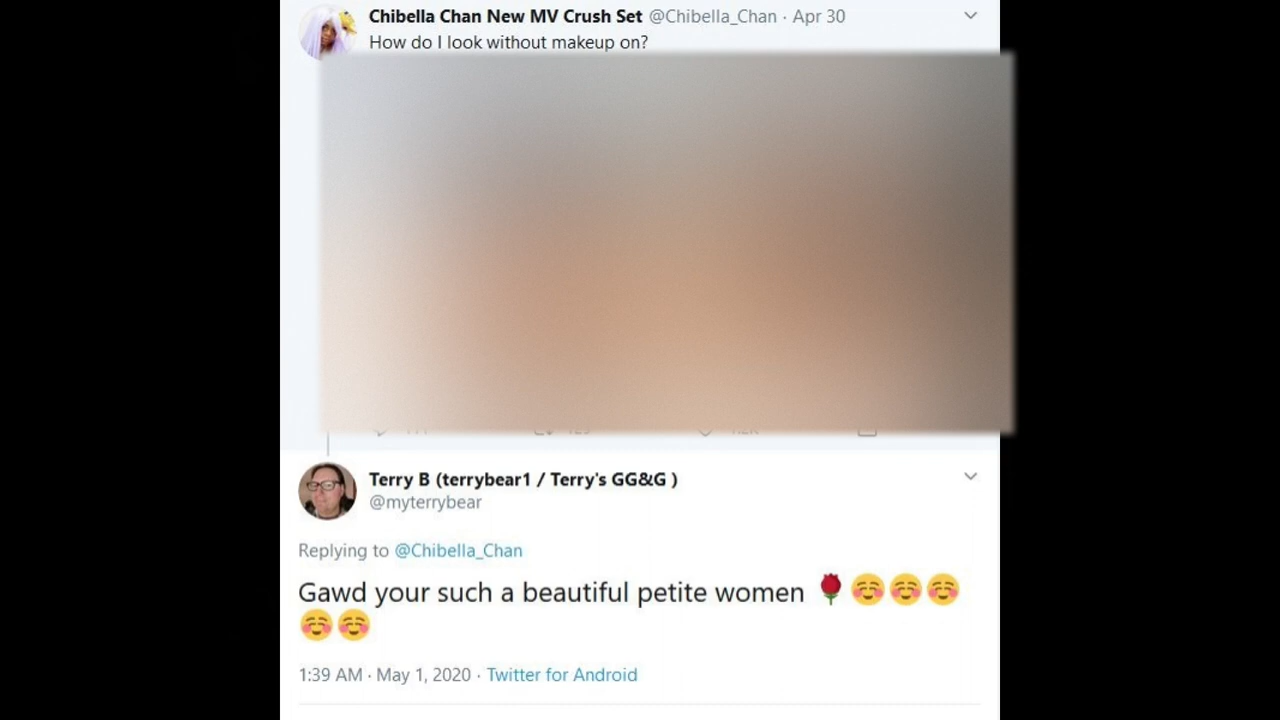 Chibella Chan New MV Crush Set @Chibella_Chan · Apr 30
How do I look without makeup on?
Terry B (terrybear1 / Terry's GG&G )
@myterrybear
Replying to @Chibella_Chan
Gawd your such a beautiful petite women 🌹☺️☺️☺️
☺️☺️
1:39 AM · May 1, 2020 · Twitter for Android